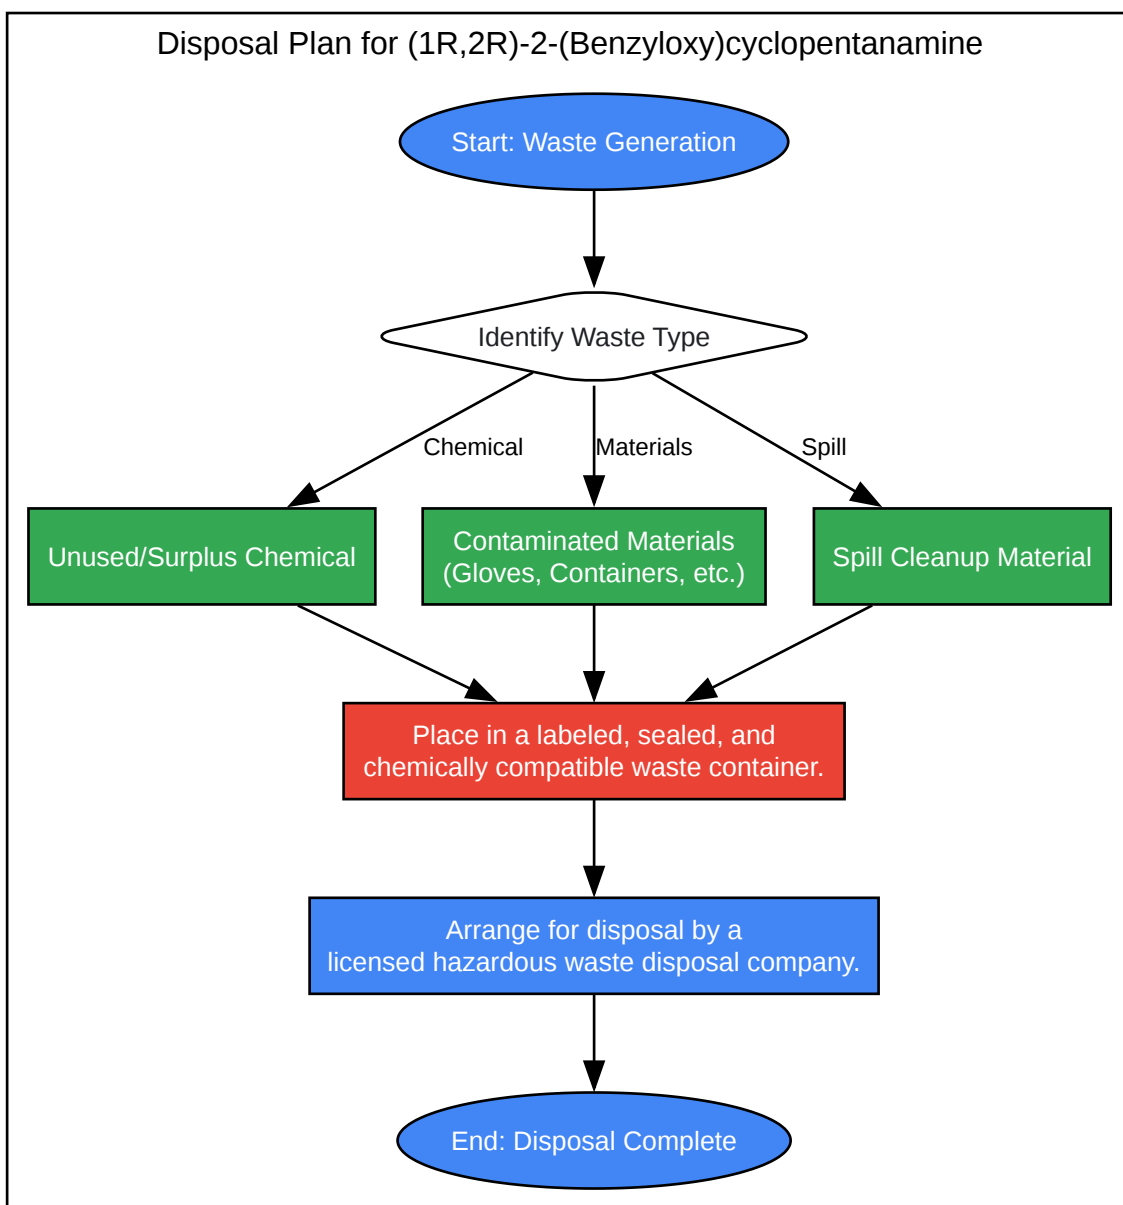 Disposal Plan for (1R,2R)-2-(Benzyloxy)cyclopentanamine
Start: Waste Generation
Identify Waste Type
Chemical
Materials
Spill
Unused/Surplus Chemical
Contaminated Materials
(Gloves, Containers, etc.)
Spill Cleanup Material
Place in a labeled, sealed, and
chemically compatible waste container.
Arrange for disposal by a
licensed hazardous waste disposal company.
End: Disposal Complete